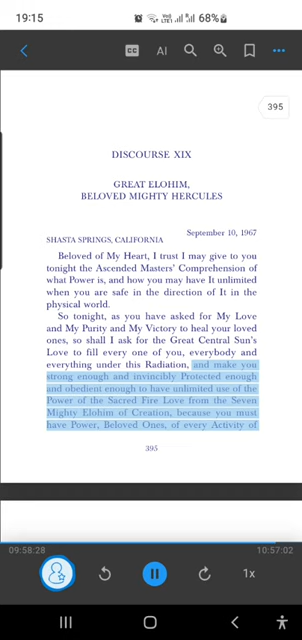 19:15
68%
CC
AI
395
DISCOURSE XIX
GREAT ELOHIM,
BELOVED MIGHTY HERCULES
September 10, 1967
SHASTA SPRINGS, CALIFORNIA
Beloved of My Heart, I trust I may give to you
tonight the Ascended Masters' Comprehension of
what Power is, and how you may have It unlimited
when you are safe in the direction of It in the
physical world.
So tonight, as you have asked for My Love
and My Purity and My Victory to heal your loved
ones, so shall I ask for the Great Central Sun's
Love to fill every one of you, everybody and
everything under this Radiation, and make you
strong enough and invincibly Protected enough
and obedient enough to have unlimited use of the
Power of the Sacred Fire Love from the Seven
Mighty Elohim of Creation, because you must
have Power, Beloved Ones, of every Activity of
395
09:58:28
10:57:02
1x